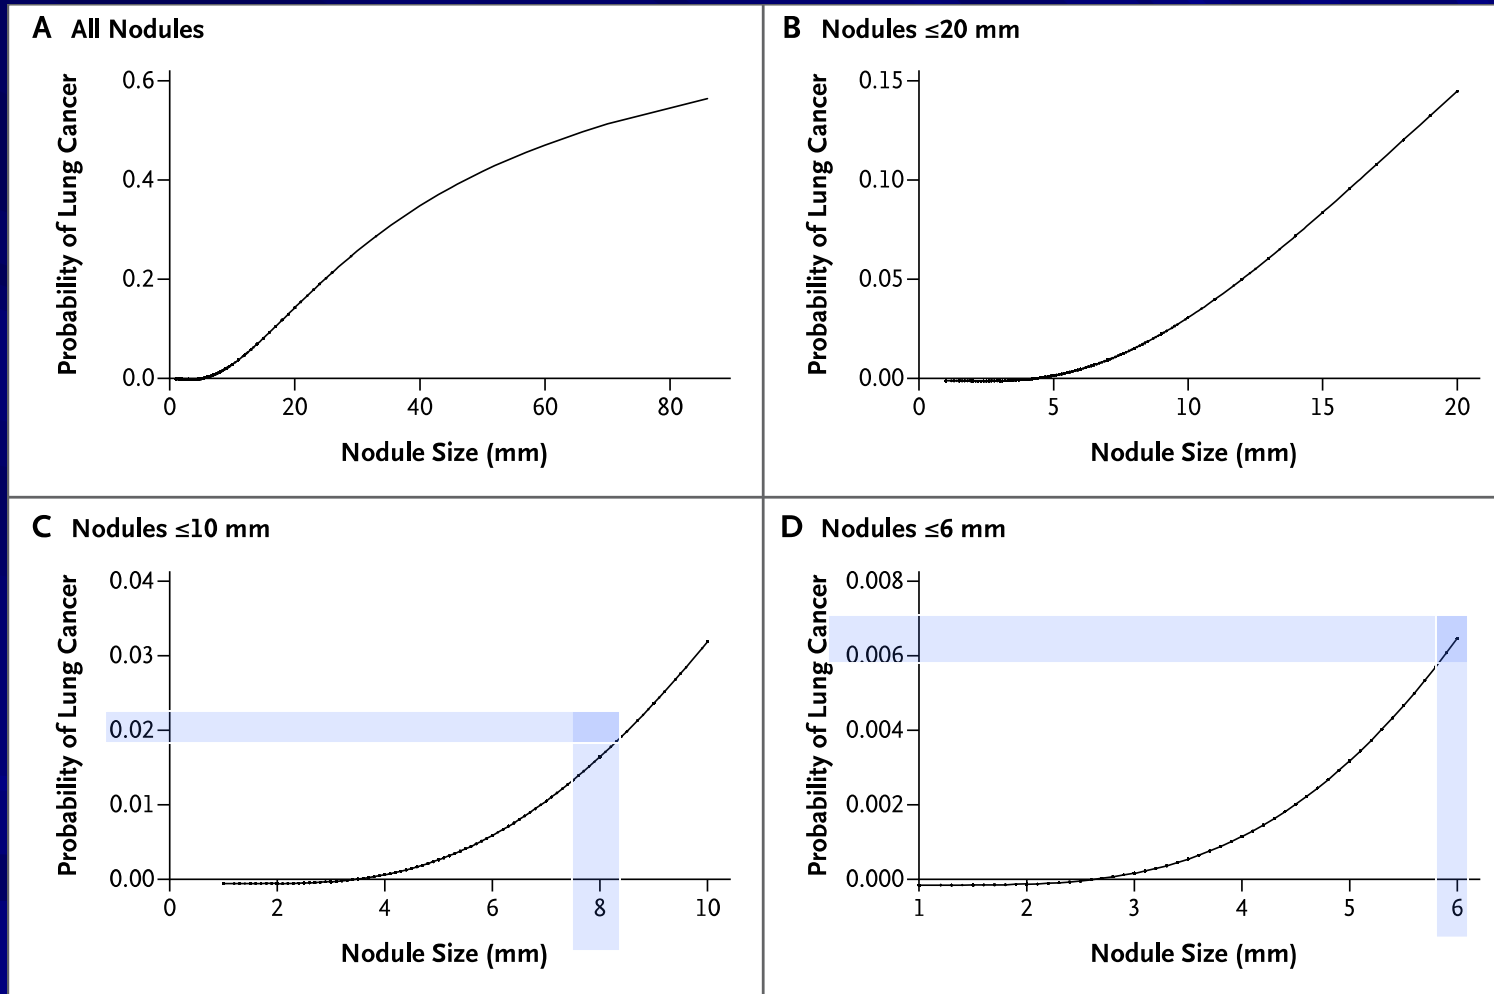 A All Nodules
Probability of Lung Cancer
0.6
0.4
0.2
0.0
0 20 40 60 80
Nodule Size (mm)
B Nodules ≤20 mm
Probability of Lung Cancer
0.15
0.10
0.05
0.00
0 5 10 15 20
Nodule Size (mm)
C Nodules ≤10 mm
Probability of Lung Cancer
0.04
0.03
0.02
0.01
0.00
0 2 4 6 8 10
Nodule Size (mm)
D Nodules ≤6 mm
Probability of Lung Cancer
0.008
0.006
0.004
0.002
0.000
1 2 3 4 5 6
Nodule Size (mm)